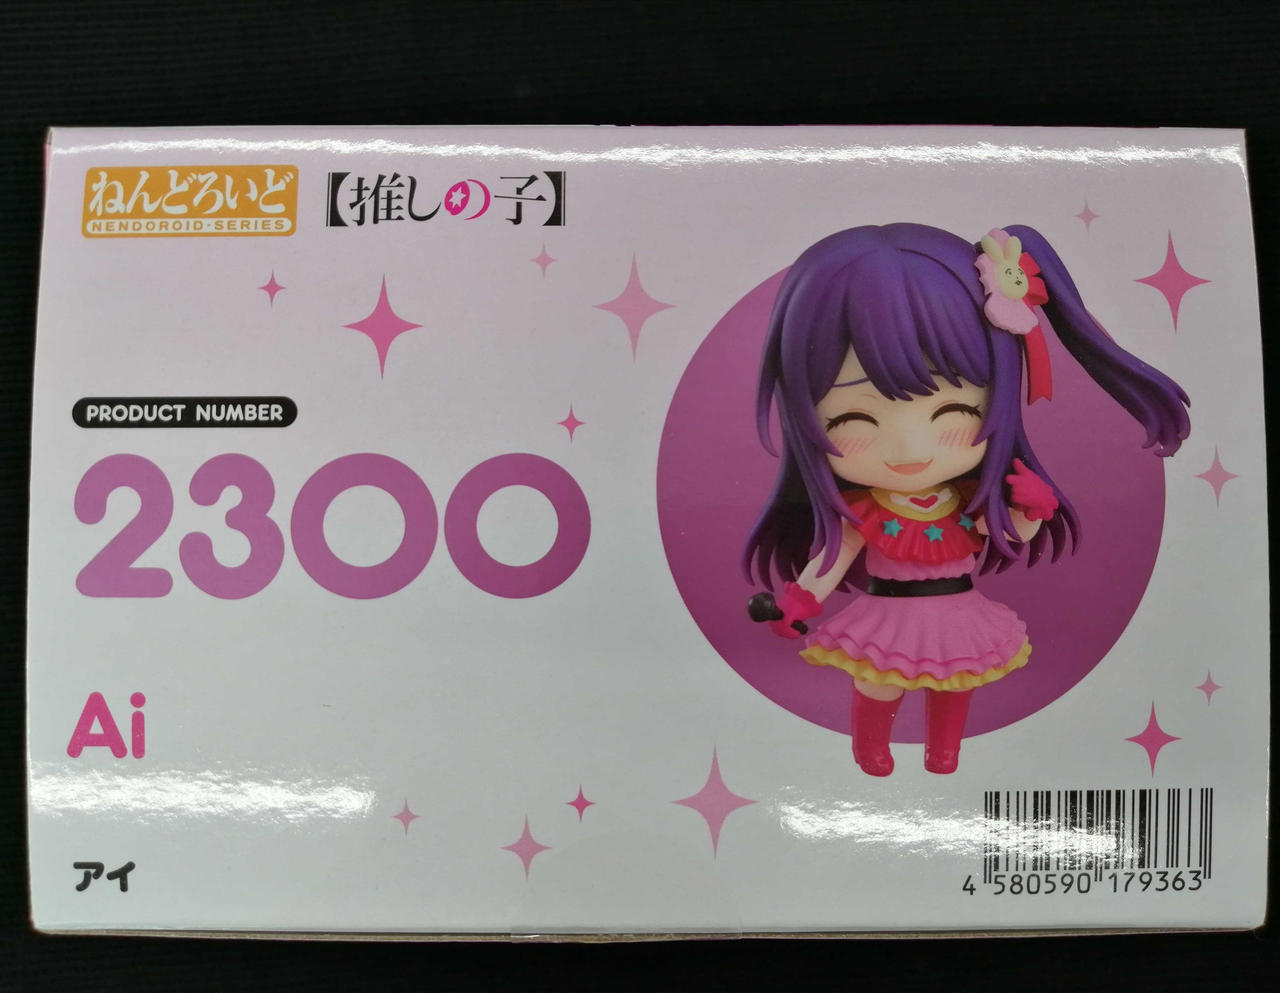 ねんどろいど
NENDOROID·SERIES
【推しの子】
PRODUCT NUMBER
2300
Ai
アイ
4 580590 179363